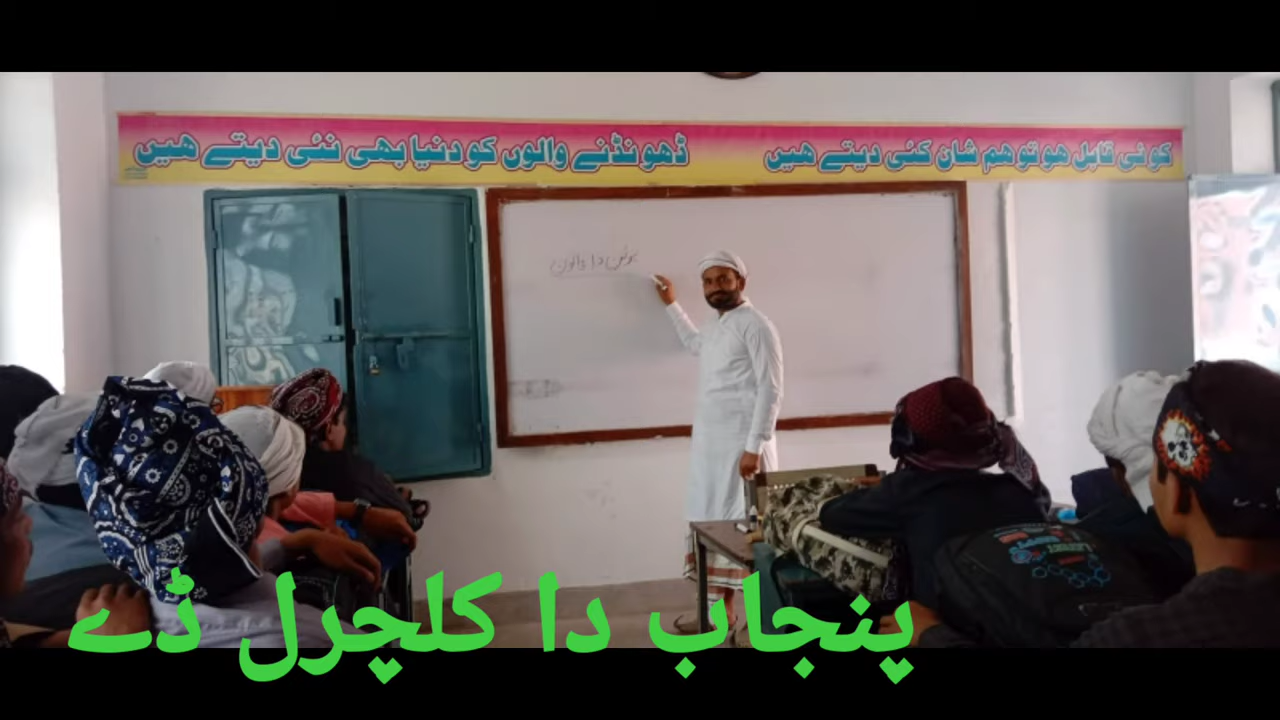 کوئی قابل ہو تو ہم شان کئی دیتے ہیں ڈھونڈنے والوں کو دنیا بھی نئی دیتے ہیں
پنجاب دا کلچرل ڈے